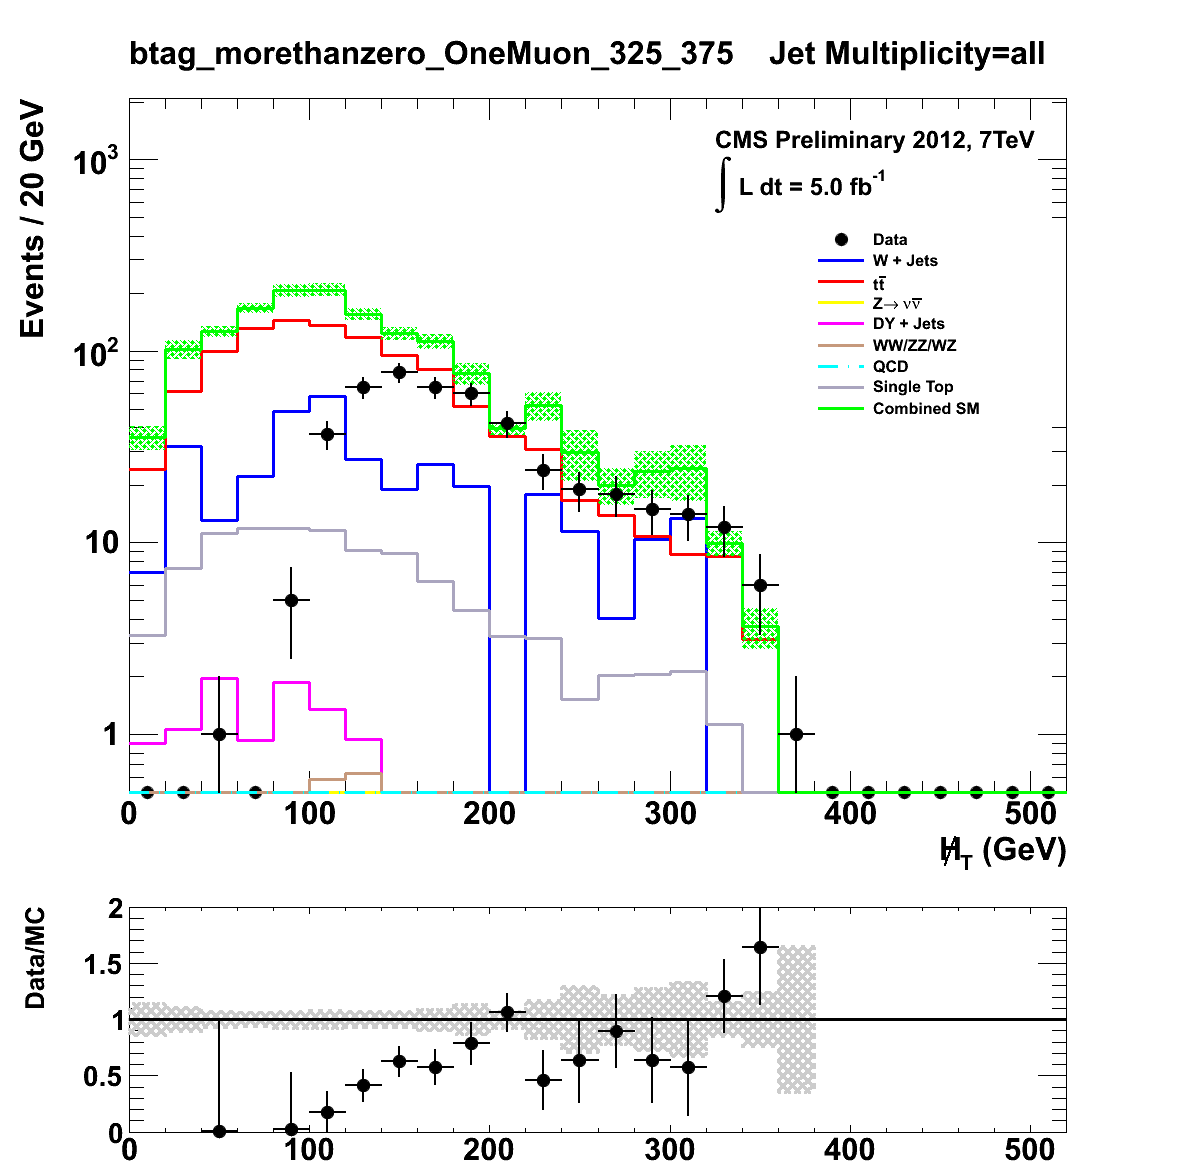 btag_morethanzero_OneMuon_325_375 Jet Multiplicity=all
Events / 20 GeV
CMS Preliminary 2012, 7TeV
∫ L dt = 5.0 fb⁻¹
Data
W + Jets
tt̅
Z→ νν̅
DY + Jets
WW/ZZ/WZ
QCD
Single Top
Combined SM
10³
10²
10
1
0 100 200 300 400 500
H̸_T (GeV)
Data/MC
2
1.5
1
0.5
0
0 100 200 300 400 500